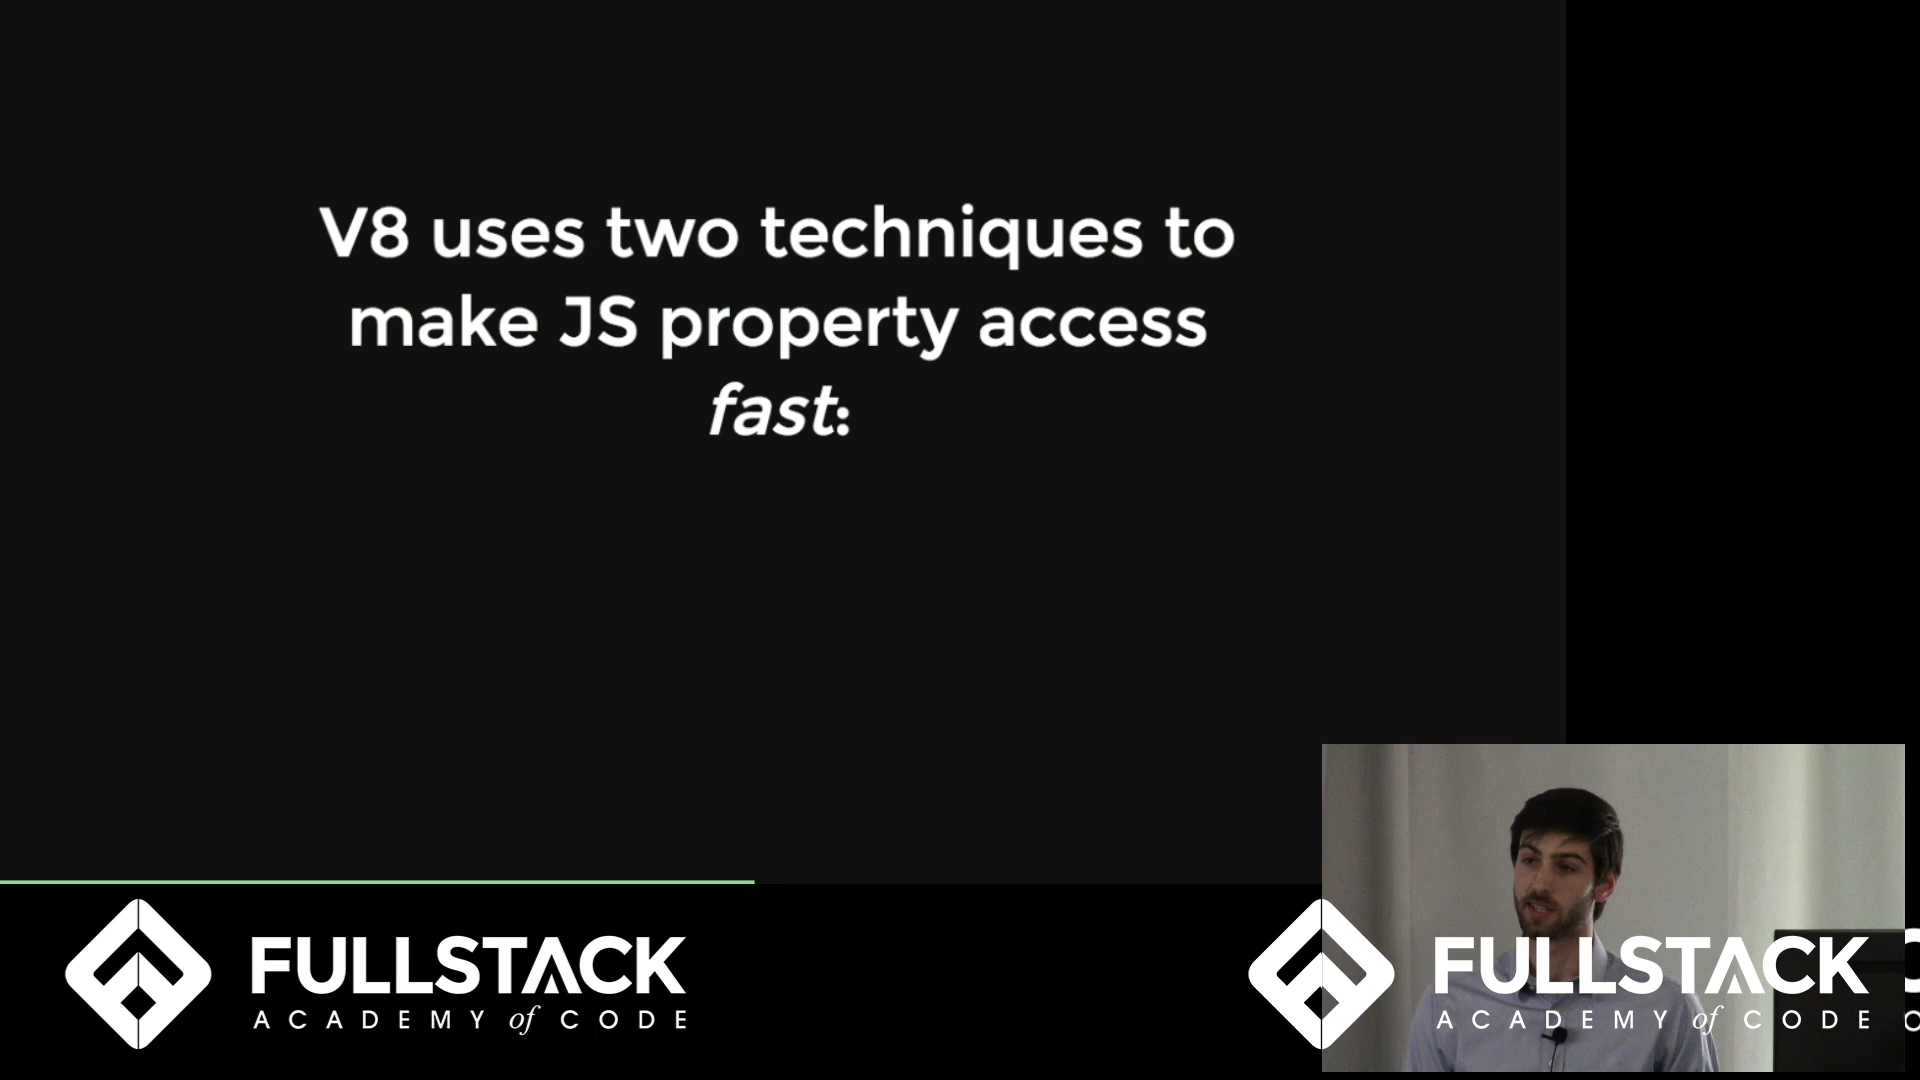 V8 uses two techniques to
make JS property access
fast:
FULLSTACK
ACADEMY of CODE
FULLSTACK
ACADEMY of CODE